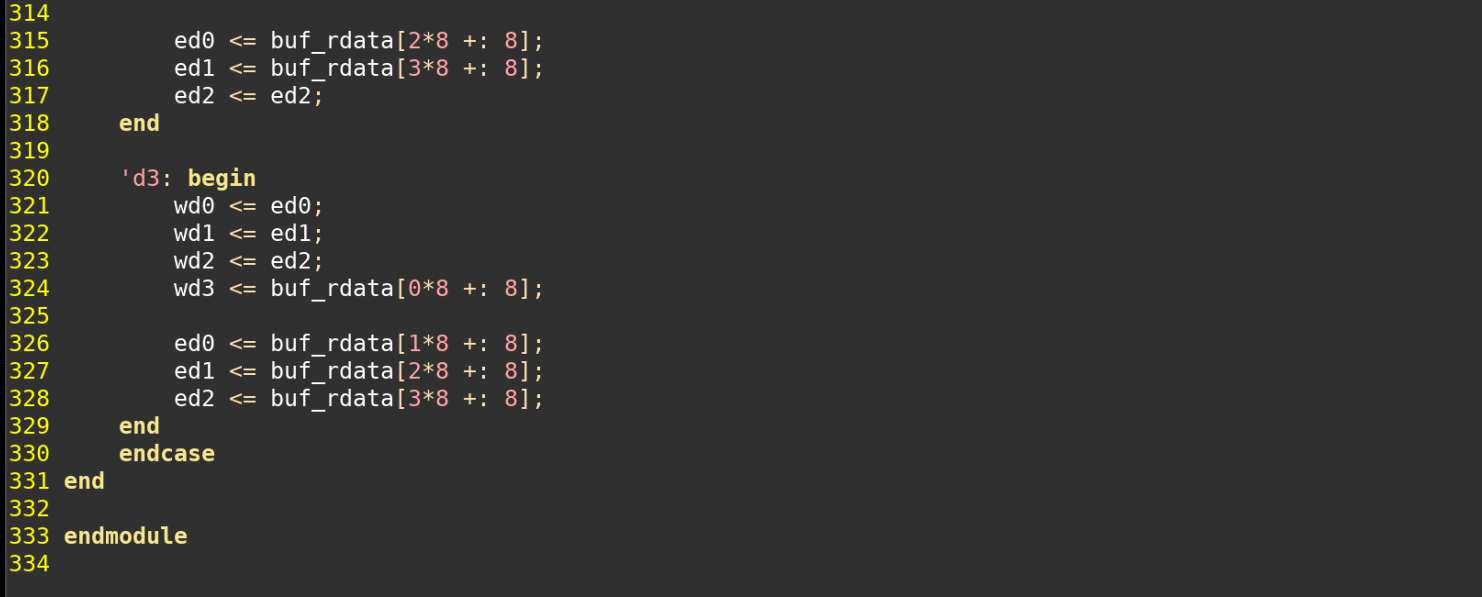 314
315         ed0 <= buf_rdata[2*8 +: 8];
316         ed1 <= buf_rdata[3*8 +: 8];
317         ed2 <= ed2;
318     end
319
320     'd3: begin
321         wd0 <= ed0;
322         wd1 <= ed1;
323         wd2 <= ed2;
324         wd3 <= buf_rdata[0*8 +: 8];
325
326         ed0 <= buf_rdata[1*8 +: 8];
327         ed1 <= buf_rdata[2*8 +: 8];
328         ed2 <= buf_rdata[3*8 +: 8];
329     end
330     endcase
331 end
332
333 endmodule
334